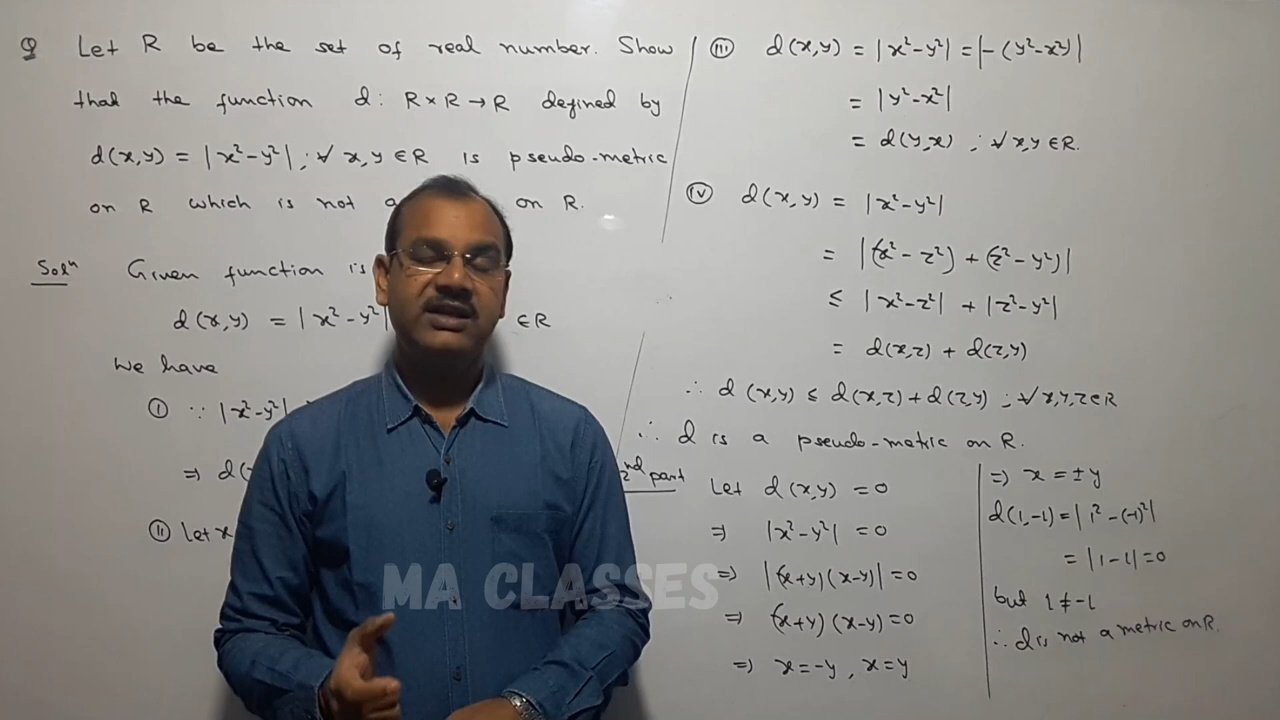 Q Let R be the set of real number. Show
that the function d: R×R→R defined by
d(x,y) = |x²-y²| ; ∀ x,y ∈R is pseudo-metric
on R which is not a on R.
Solⁿ Given function is
d(x,y) = |x²-y²| ∈R
We have
(I) ∵ |x²-y²|
⇒ d(
(II) Let x
(III) d(x,y) = |x²-y²| = |-(y²-x²)|
= |y²-x²|
= d(y,x) ; ∀ x,y ∈R.
(IV) d(x,y) = |x²-y²|
= |(x²-z²) + (z²-y²)|
≤ |x²-z²| + |z²-y²|
= d(x,z) + d(z,y)
∴ d(x,y) ≤ d(x,z) + d(z,y) ; ∀ x,y,z∈R
∴ d is a pseudo-metric on R.
2nd part Let d(x,y) = 0
⇒ |x²-y²| = 0
⇒ |(x+y)(x-y)| = 0
⇒ (x+y)(x-y) = 0
⇒ x=-y, x=y
⇒ x = ±y
d(1,-1) = |1²-(-1)²|
= |1-1| = 0
but 1 ≠ -1
∴ d is not a metric on R.
MA CLASSES